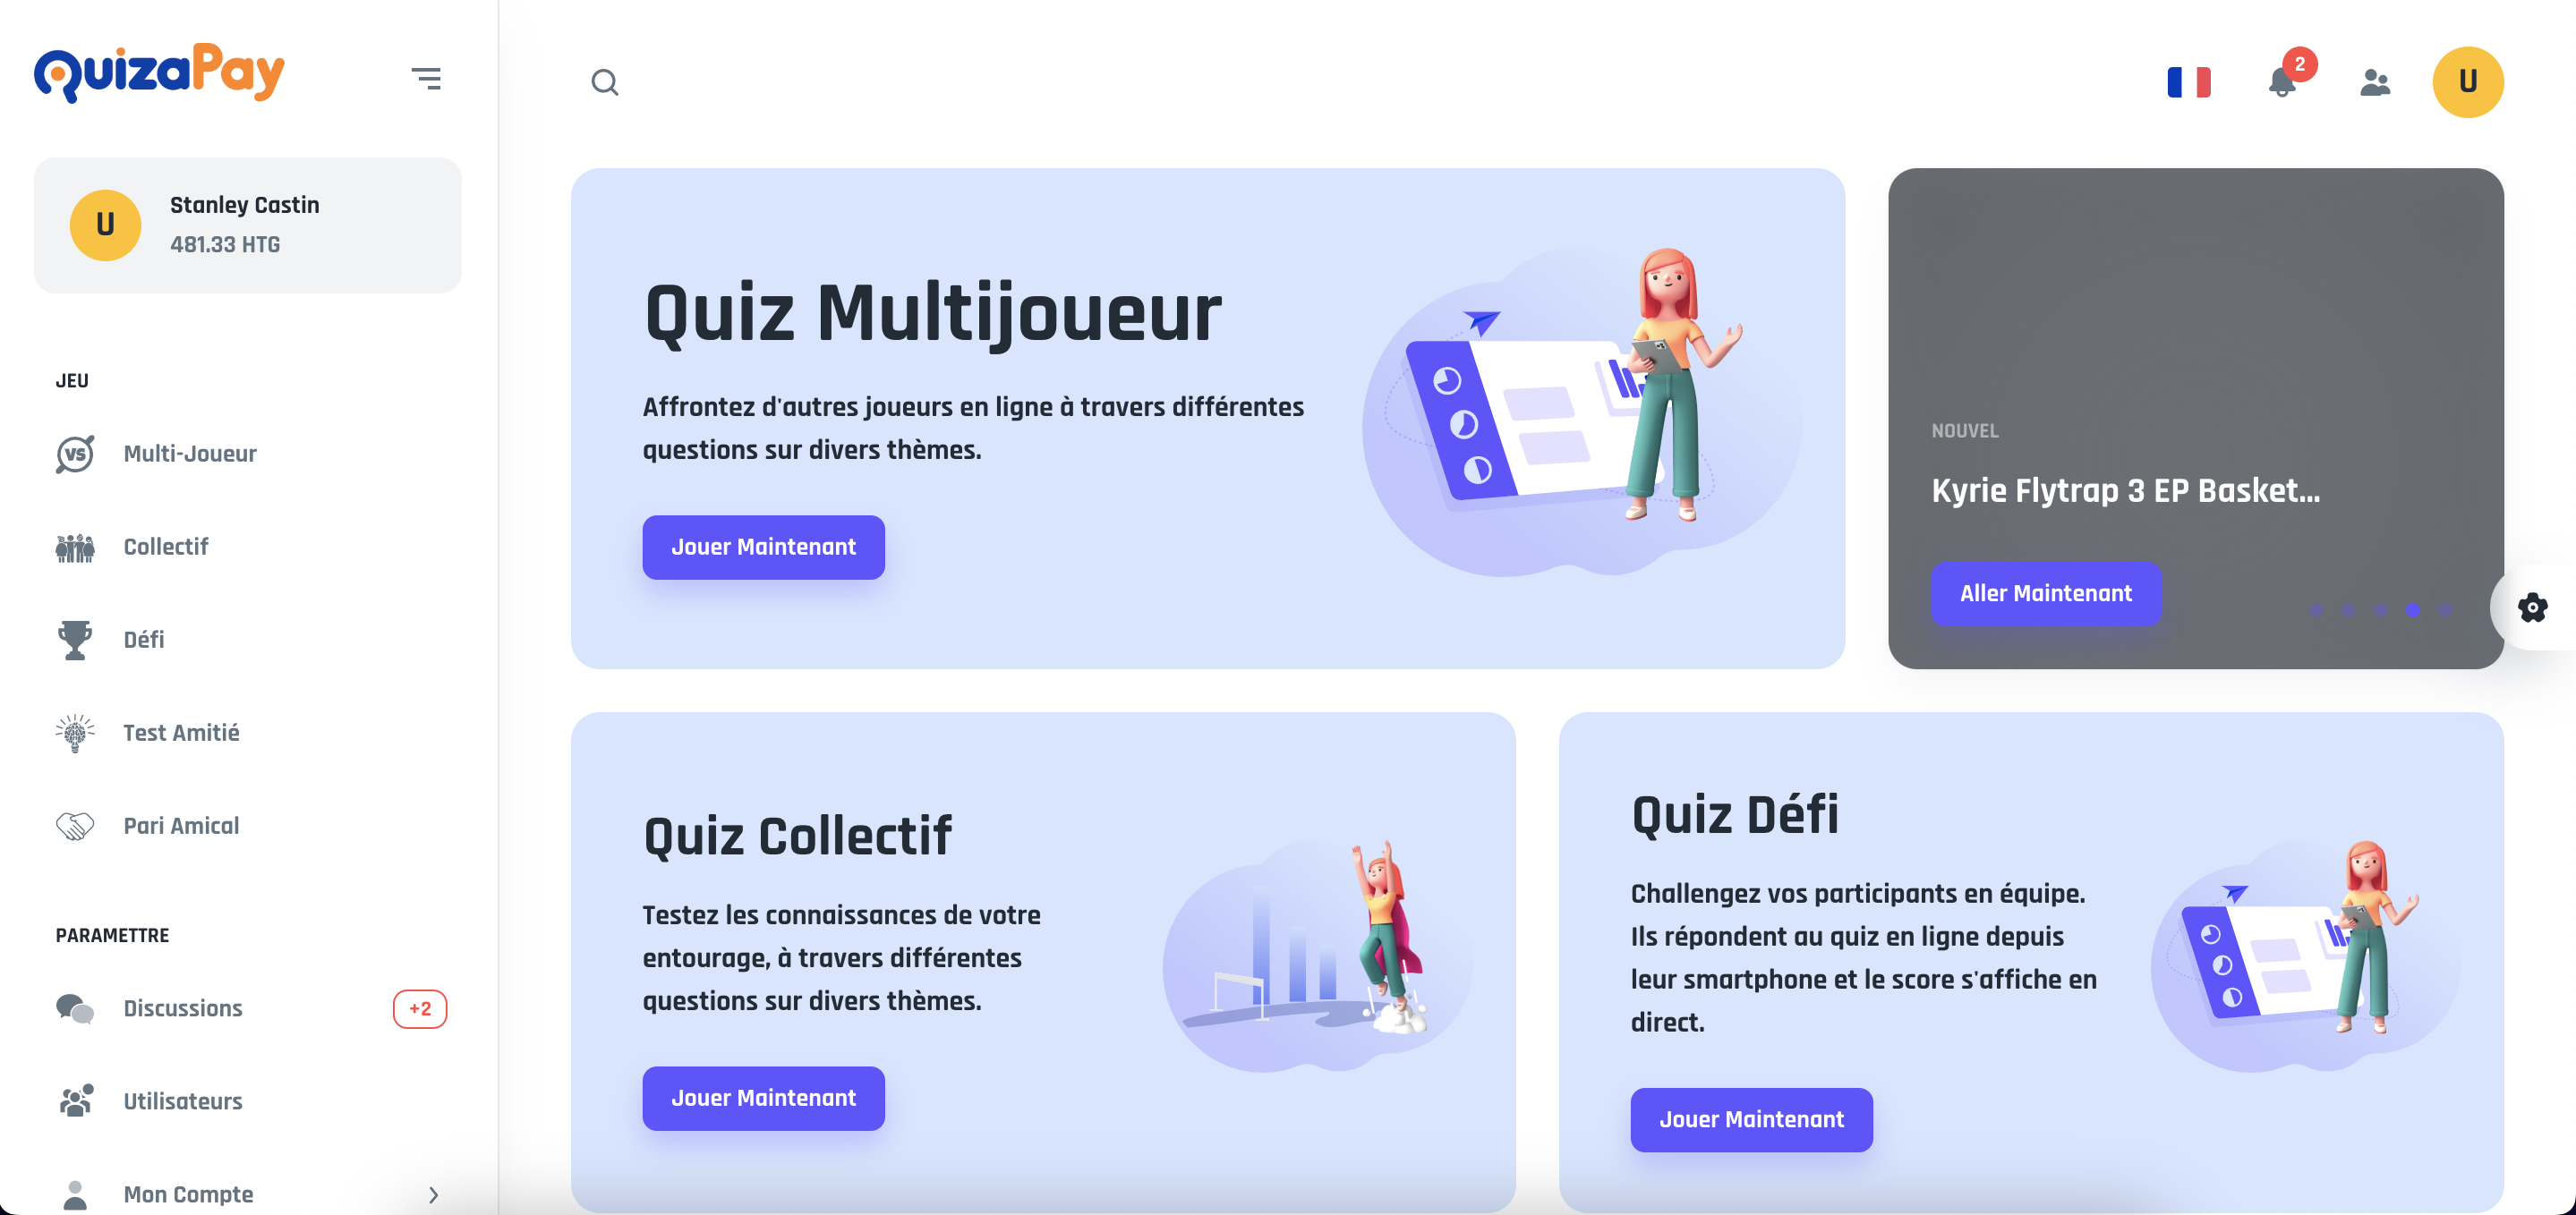 QuizaPay
2
U
U
Stanley Castin
481.33 HTG
JEU
VS
Multi-Joueur
Collectif
Défi
Test Amitié
Pari Amical
PARAMETTRE
Discussions
+2
Utilisateurs
Mon Compte
Quiz Multijoueur
Affrontez d'autres joueurs en ligne à travers différentes
questions sur divers thèmes.
Jouer Maintenant
NOUVEL
Kyrie Flytrap 3 EP Basket...
Aller Maintenant
Quiz Collectif
Testez les connaissances de votre
entourage, à travers différentes
questions sur divers thèmes.
Jouer Maintenant
Quiz Défi
Challengez vos participants en équipe.
Ils répondent au quiz en ligne depuis
leur smartphone et le score s'affiche en
direct.
Jouer Maintenant